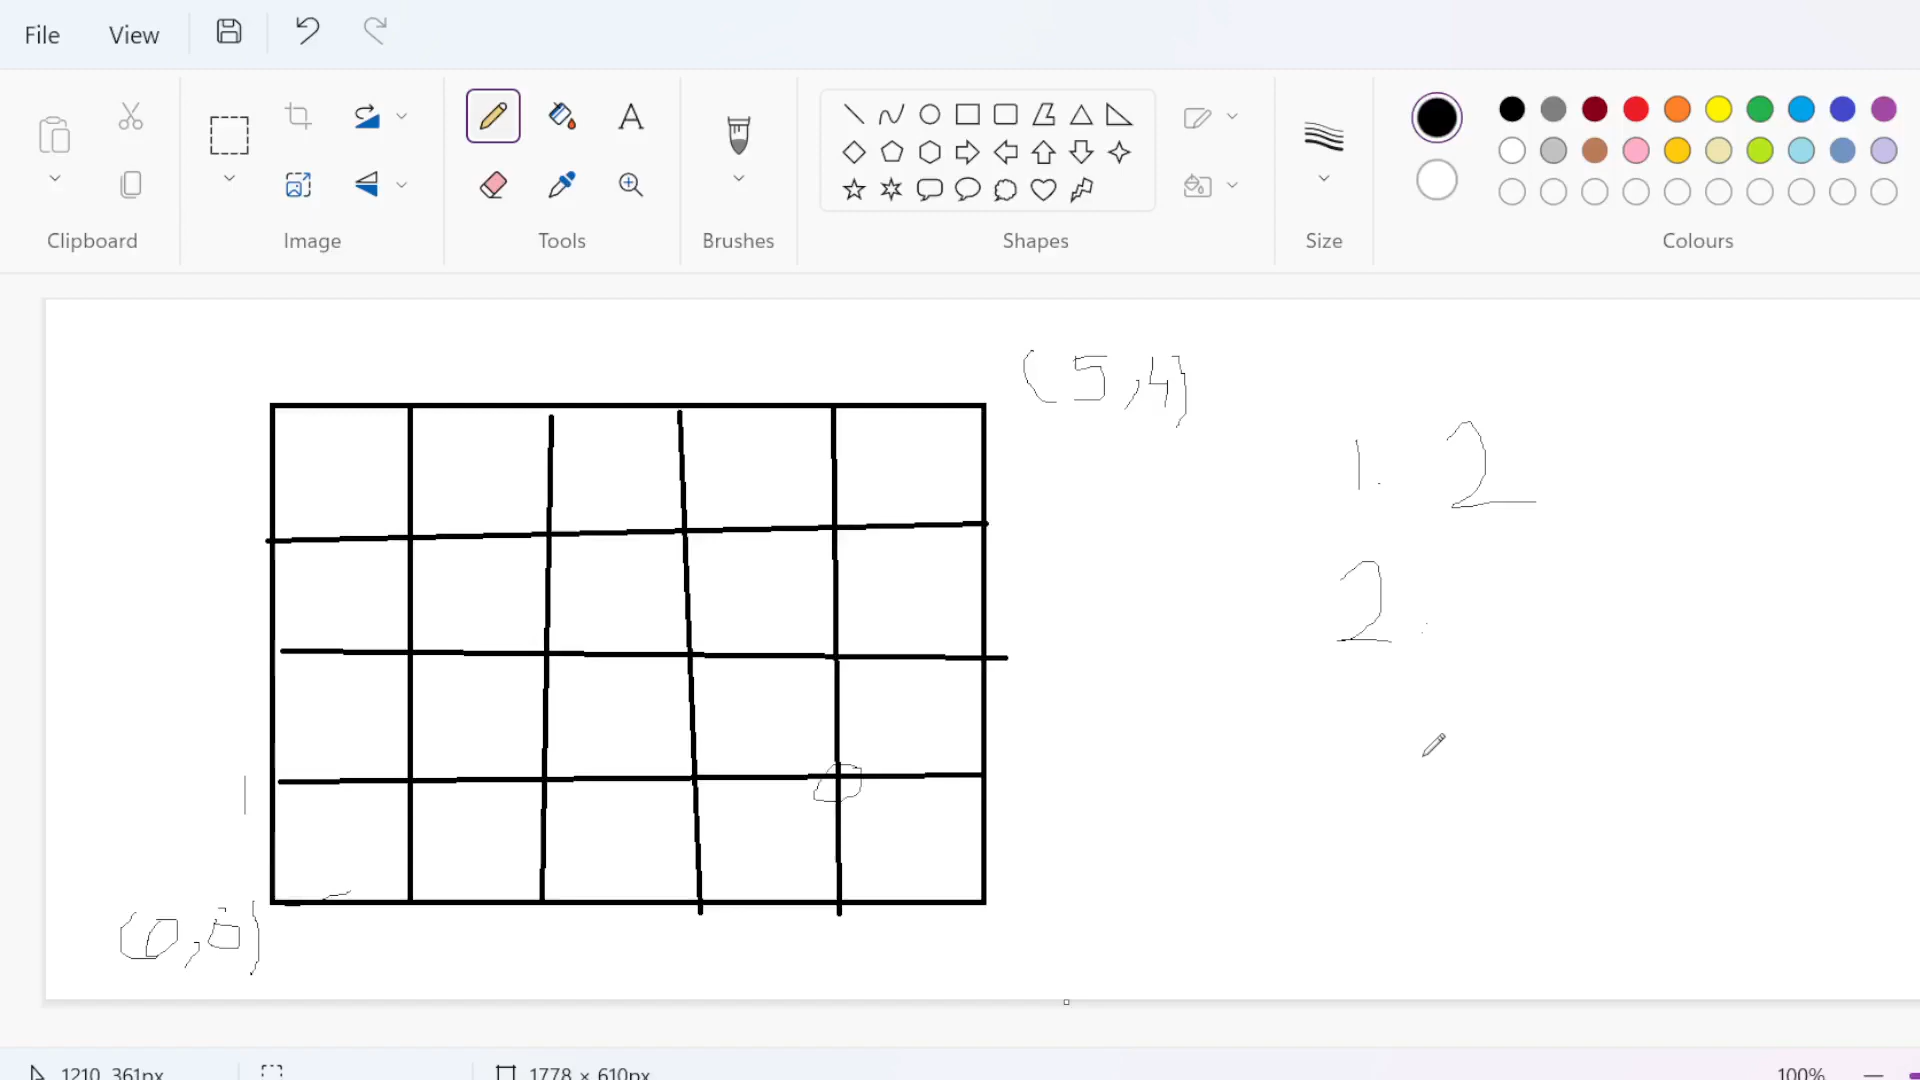 File View
Clipboard Image Tools Brushes Shapes Size Colours
(5,4)
1. 2
2.
1
(0,0)
1210, 361px 1778 × 610px 100%